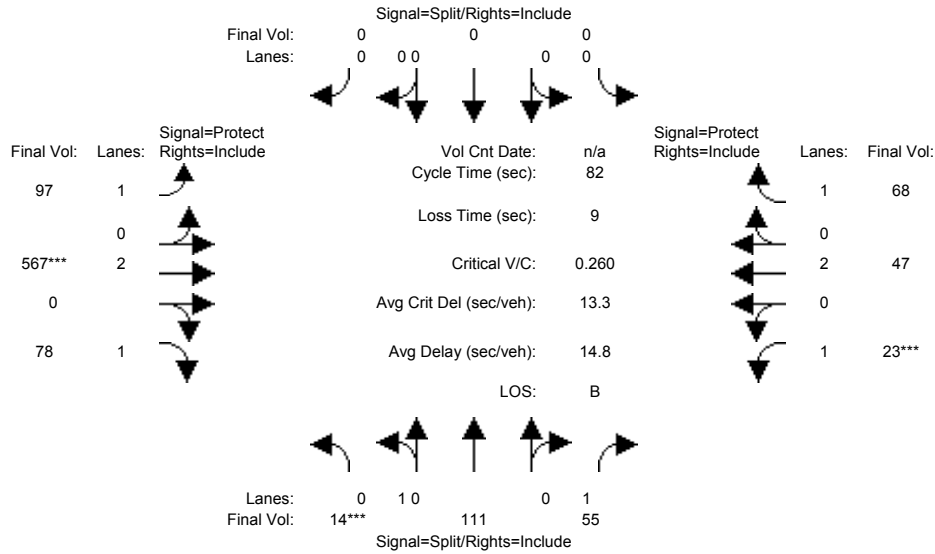 Signal=Split/Rights=Include
Final Vol: 0 0 0
Lanes: 0 0 0 0 0
Signal=Protect Signal=Protect
Final Vol: Lanes: Rights=Include Vol Cnt Date: n/a Rights=Include Lanes: Final Vol:
Cycle Time (sec): 82
97 1 1 68
Loss Time (sec): 9
0 0
567*** 2 Critical V/C: 0.260 2 47
0 Avg Crit Del (sec/veh): 13.3 0
78 1 Avg Delay (sec/veh): 14.8 1 23***
LOS: B
Lanes: 0 1 0 0 1
Final Vol: 14*** 111 55
Signal=Split/Rights=Include